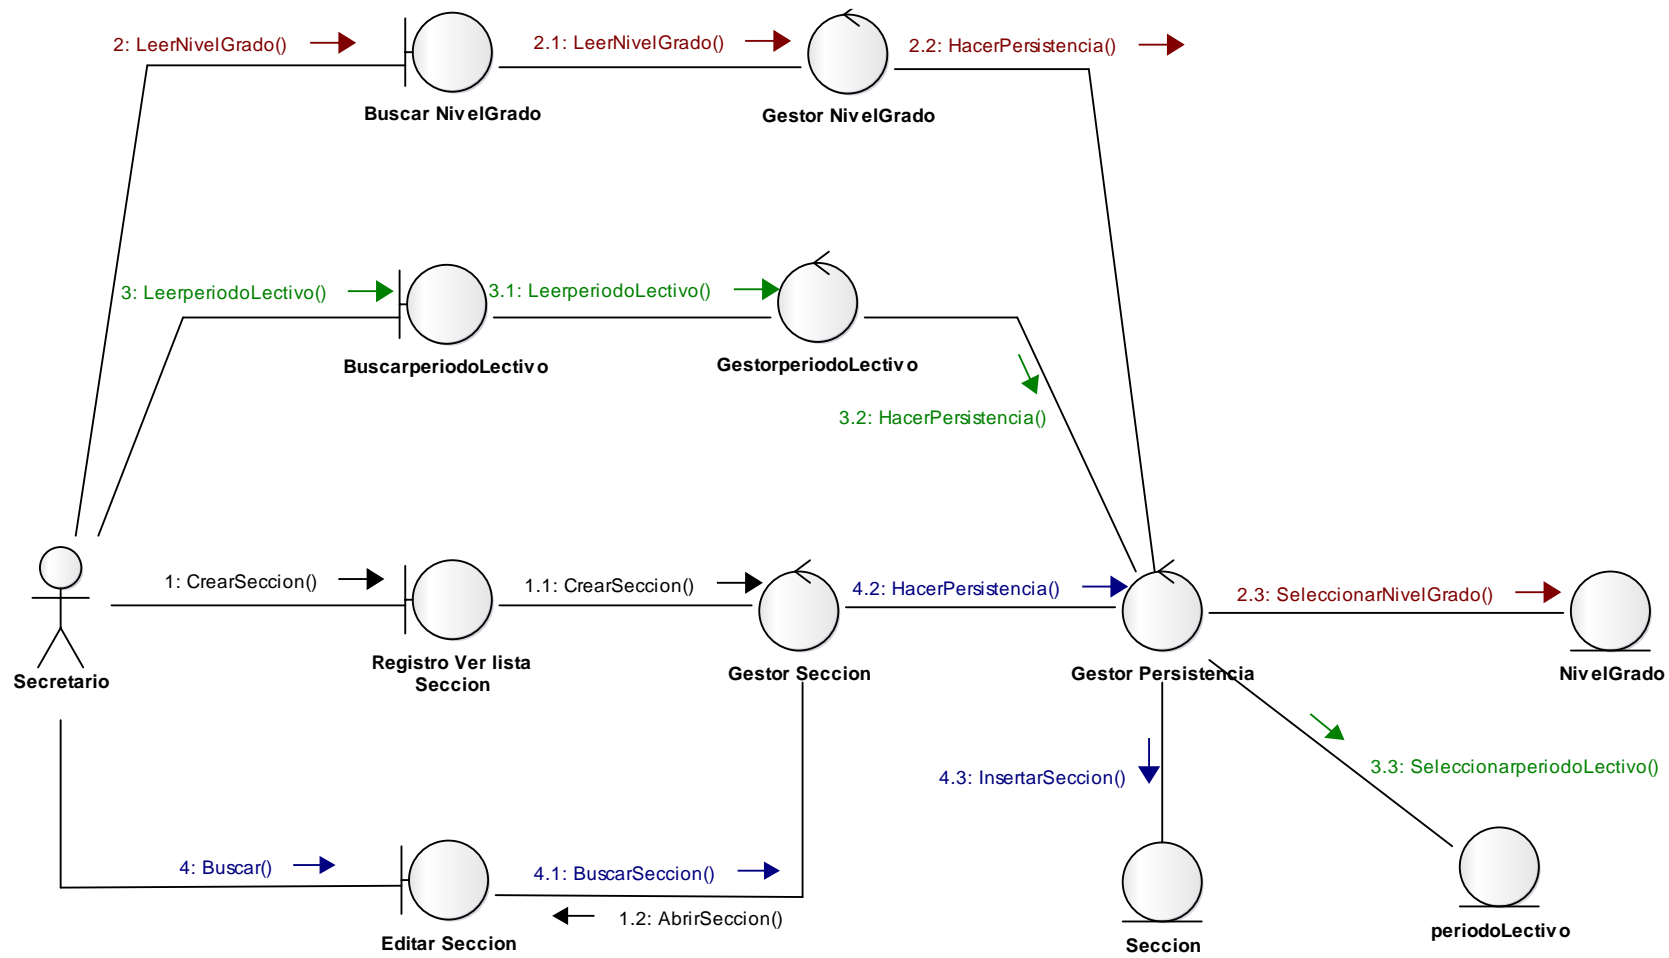 2: LeerNivelGrado()
2.1: LeerNivelGrado()
2.2: HacerPersistencia()
Buscar NivelGrado
Gestor NivelGrado
3: LeerperiodoLectivo()
3.1: LeerperiodoLectivo()
BuscarperiodoLectivo
GestorperiodoLectivo
3.2: HacerPersistencia()
1: CrearSeccion()
1.1: CrearSeccion()
4.2: HacerPersistencia()
2.3: SeleccionarNivelGrado()
Secretario
Registro Ver lista
Seccion
Gestor Seccion
Gestor Persistencia
NivelGrado
4.3: InsertarSeccion()
3.3: SeleccionarperiodoLectivo()
4: Buscar()
4.1: BuscarSeccion()
1.2: AbrirSeccion()
Editar Seccion
Seccion
periodoLectivo